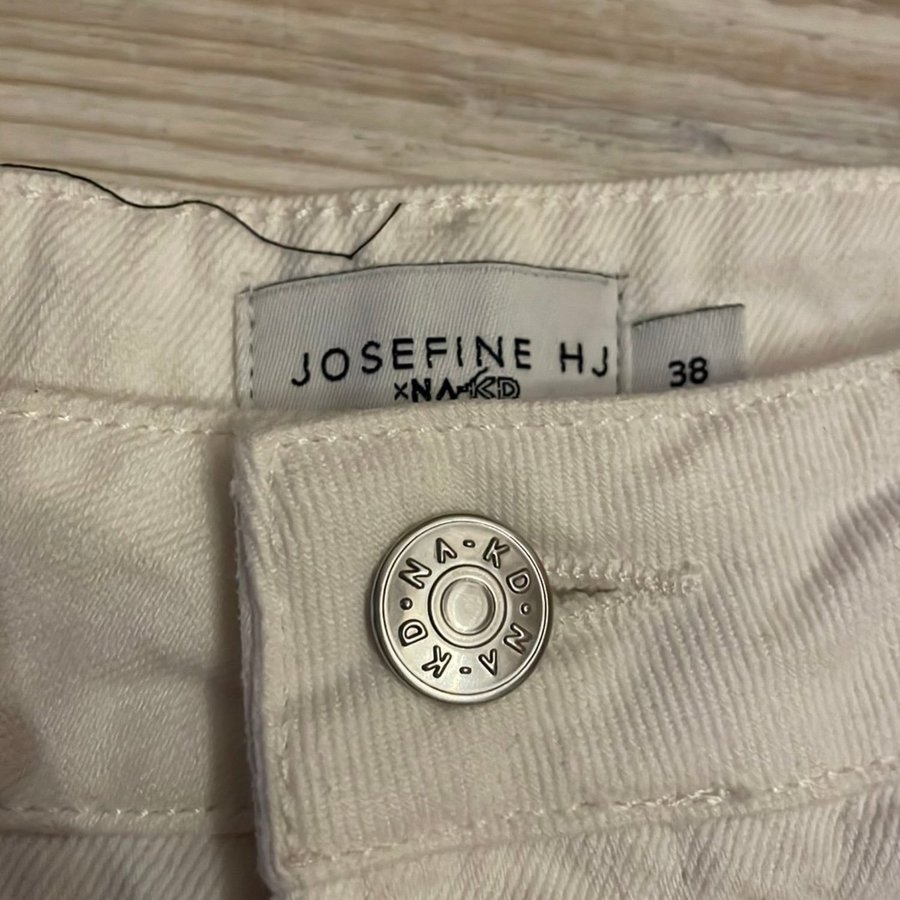 JOSEFINE HJ
×NA-KD
38
NA-KD·NA-KD·